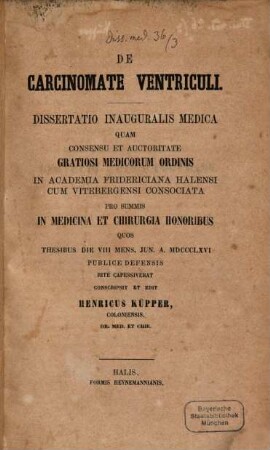 Diss. med. 36/3
DE
CARCINOMATE VENTRICULI.
DISSERTATIO INAUGURALIS MEDICA
QUAM
CONSENSU ET AUCTORITATE
GRATIOSI MEDICORUM ORDINIS
IN ACADEMIA FRIDERICIANA HALENSI
CUM VITEBERGENSI CONSOCIATA
PRO SUMMIS
IN MEDICINA ET CHIRURGIA HONORIBUS
QUOS
THESIBUS DIE VIII MENS. JUN. A. MDCCCLXVI
PUBLICE DEFENSIS
RITE CAPESSIVERAT
CONSCRIPSIT ET EDIT
HENRICUS KÜPPER,
COLONIENSIS.
DR. MED. ET CHIR.
HALIS,
FORMIS HEYNEMANNIANIS.
Bayerische
Staatsbibliothek
München